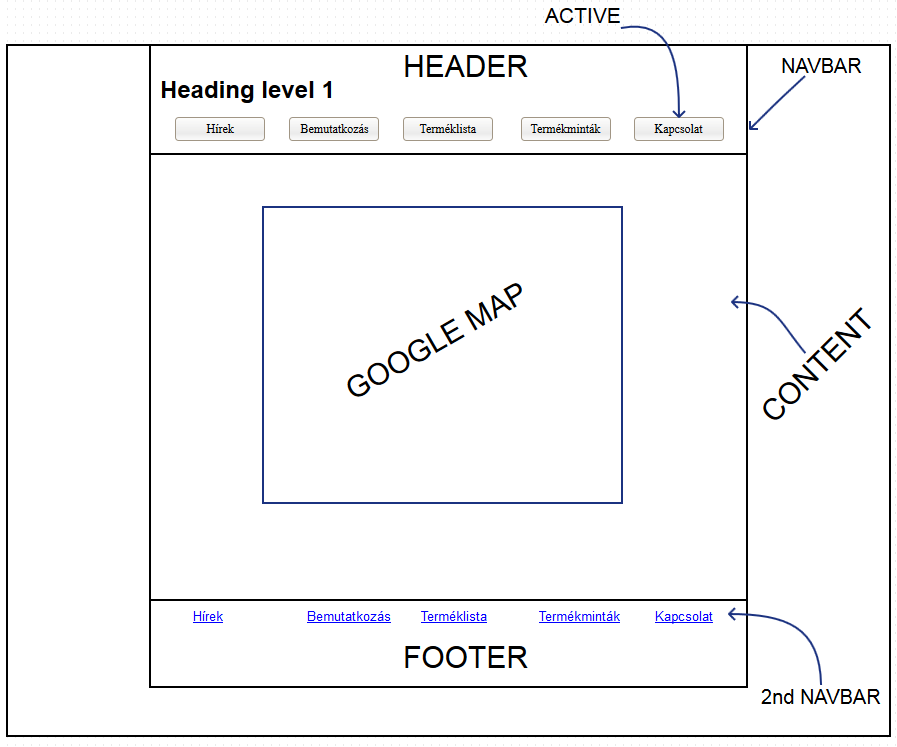 ACTIVE
HEADER
NAVBAR
Heading level 1
Hírek
Bemutatkozás
Terméklista
Termékminták
Kapcsolat
GOOGLE MAP
CONTENT
Hírek
Bemutatkozás
Terméklista
Termékminták
Kapcsolat
FOOTER
2nd NAVBAR